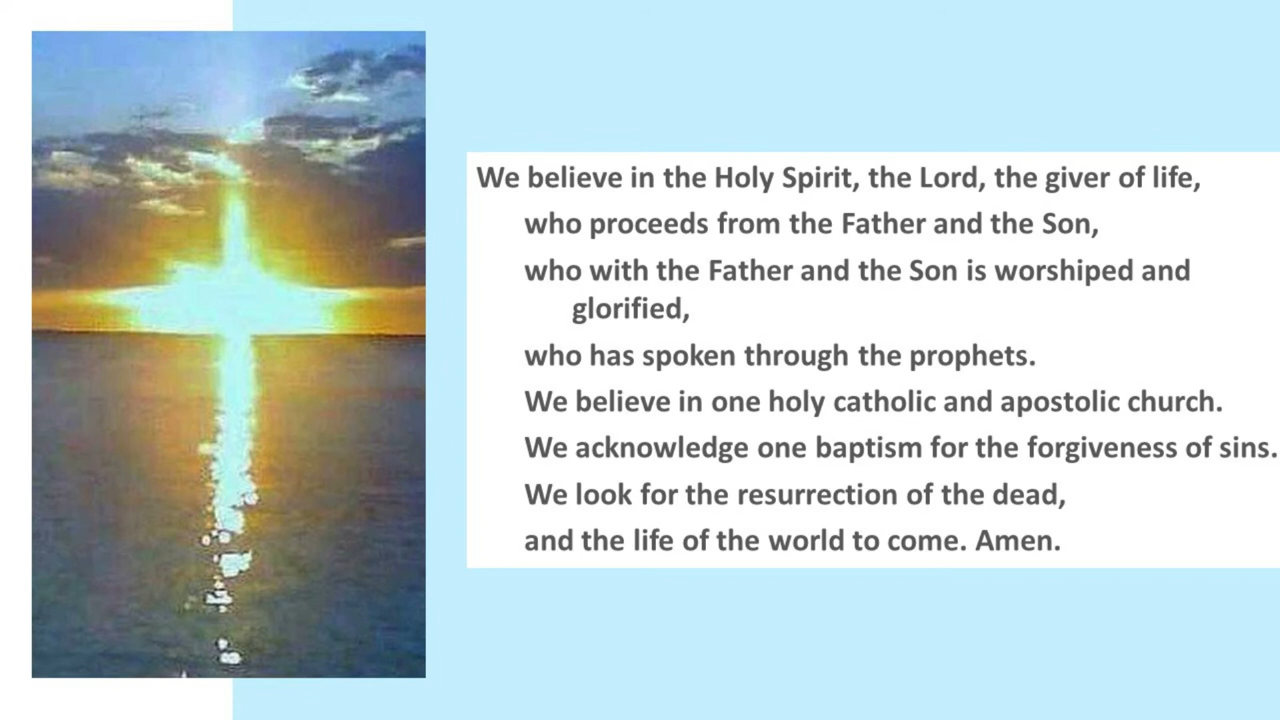 We believe in the Holy Spirit, the Lord, the giver of life,
who proceeds from the Father and the Son,
who with the Father and the Son is worshiped and
glorified,
who has spoken through the prophets.
We believe in one holy catholic and apostolic church.
We acknowledge one baptism for the forgiveness of sins.
We look for the resurrection of the dead,
and the life of the world to come. Amen.